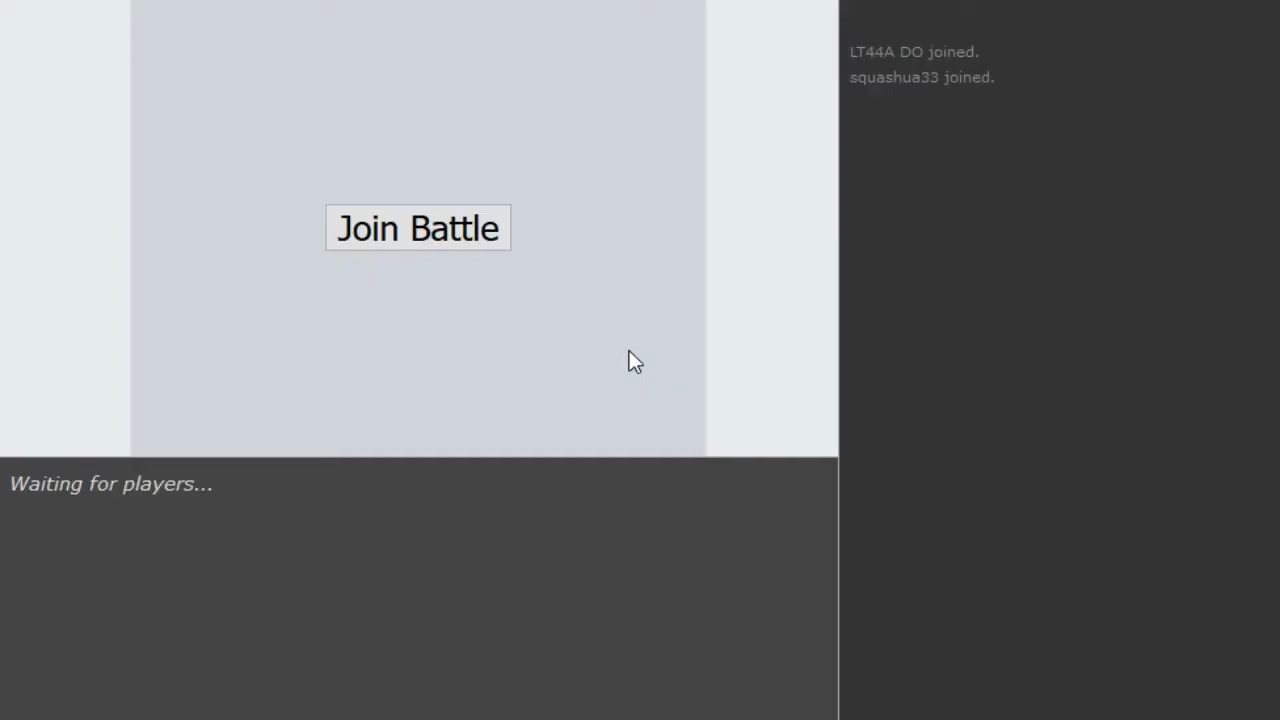 Join Battle
Waiting for players...
LT44A DO joined.
squashua33 joined.